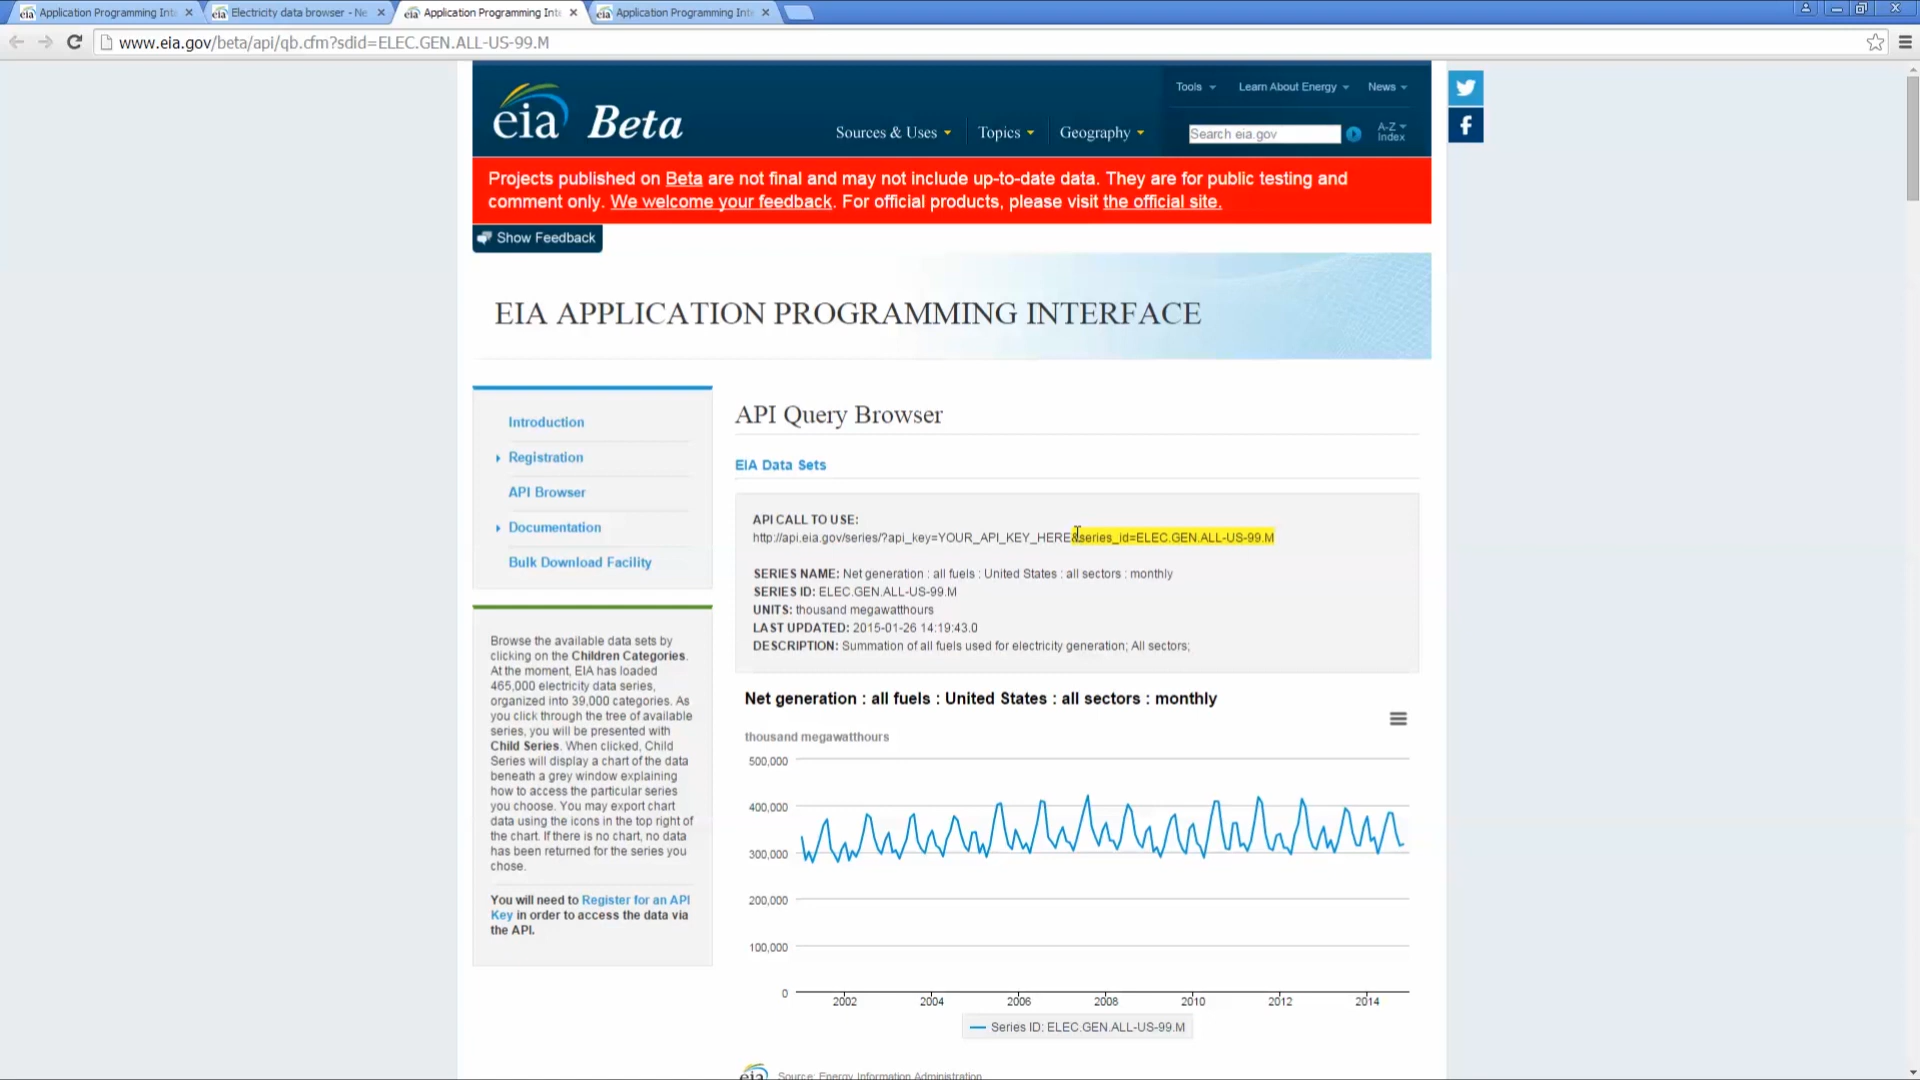 Application Programming Inte
Electricity data browser - Ne
Application Programming Inte
Application Programming Inte
www.eia.gov/beta/api/qb.cfm?sdid=ELEC.GEN.ALL-US-99.M
eia Beta
Tools
Learn About Energy
News
Sources & Uses
Topics
Geography
Search eia.gov
A-Z
Index
Projects published on Beta are not final and may not include up-to-date data. They are for public testing and
comment only. We welcome your feedback. For official products, please visit the official site.
Show Feedback
EIA APPLICATION PROGRAMMING INTERFACE
Introduction
Registration
API Browser
Documentation
Bulk Download Facility
Browse the available data sets by
clicking on the Children Categories.
At the moment, EIA has loaded
465,000 electricity data series,
organized into 39,000 categories. As
you click through the tree of available
series, you will be presented with
Child Series. When clicked, Child
Series will display a chart of the data
beneath a grey window explaining
how to access the particular series
you choose. You may export chart
data using the icons in the top right of
the chart. If there is no chart, no data
has been returned for the series you
chose.
You will need to Register for an API
Key in order to access the data via
the API.
API Query Browser
EIA Data Sets
API CALL TO USE:
http://api.eia.gov/series/?api_key=YOUR_API_KEY_HERE&series_id=ELEC.GEN.ALL-US-99.M
SERIES NAME: Net generation : all fuels : United States : all sectors : monthly
SERIES ID: ELEC.GEN.ALL-US-99.M
UNITS: thousand megawatthours
LAST UPDATED: 2015-01-26 14:19:43.0
DESCRIPTION: Summation of all fuels used for electricity generation; All sectors;
Net generation : all fuels : United States : all sectors : monthly
thousand megawatthours
500,000
400,000
300,000
200,000
100,000
0
2002 2004 2006 2008 2010 2012 2014
Series ID: ELEC.GEN.ALL-US-99.M
eia Source: Energy Information Administration